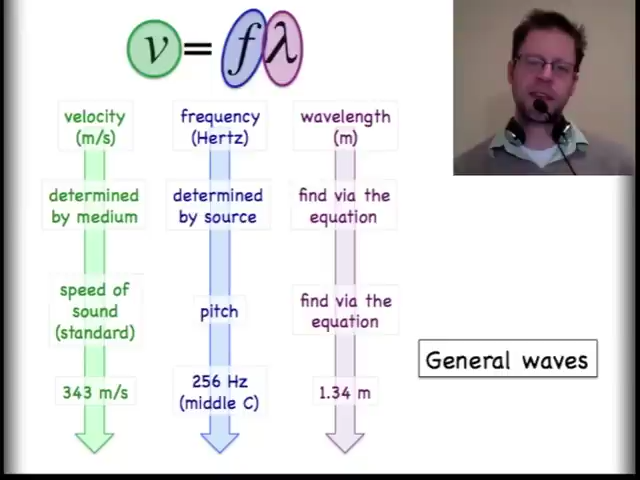 v = fλ
velocity
(m/s)
frequency
(Hertz)
wavelength
(m)
determined
by medium
determined
by source
find via the
equation
speed of
sound
(standard)
pitch
find via the
equation
343 m/s
256 Hz
(middle C)
1.34 m
General waves